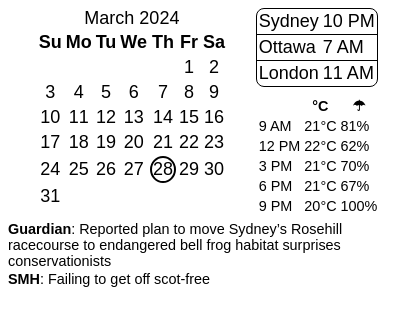 March 2024
Su Mo Tu We Th Fr Sa
1 2
3 4 5 6 7 8 9
10 11 12 13 14 15 16
17 18 19 20 21 22 23
24 25 26 27 28 29 30
31
Sydney 10 PM
Ottawa 7 AM
London 11 AM
°C ☂
9 AM 21°C 81%
12 PM 22°C 62%
3 PM 21°C 70%
6 PM 21°C 67%
9 PM 20°C 100%
Guardian: Reported plan to move Sydney’s Rosehill
racecourse to endangered bell frog habitat surprises
conservationists
SMH: Failing to get off scot-free